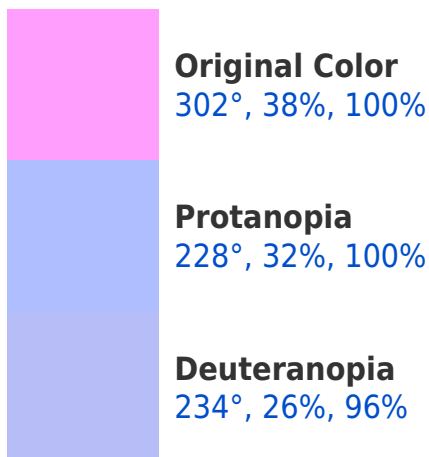 Original Color
302°, 38%, 100%
Protanopia
228°, 32%, 100%
Deuteranopia
234°, 26%, 96%